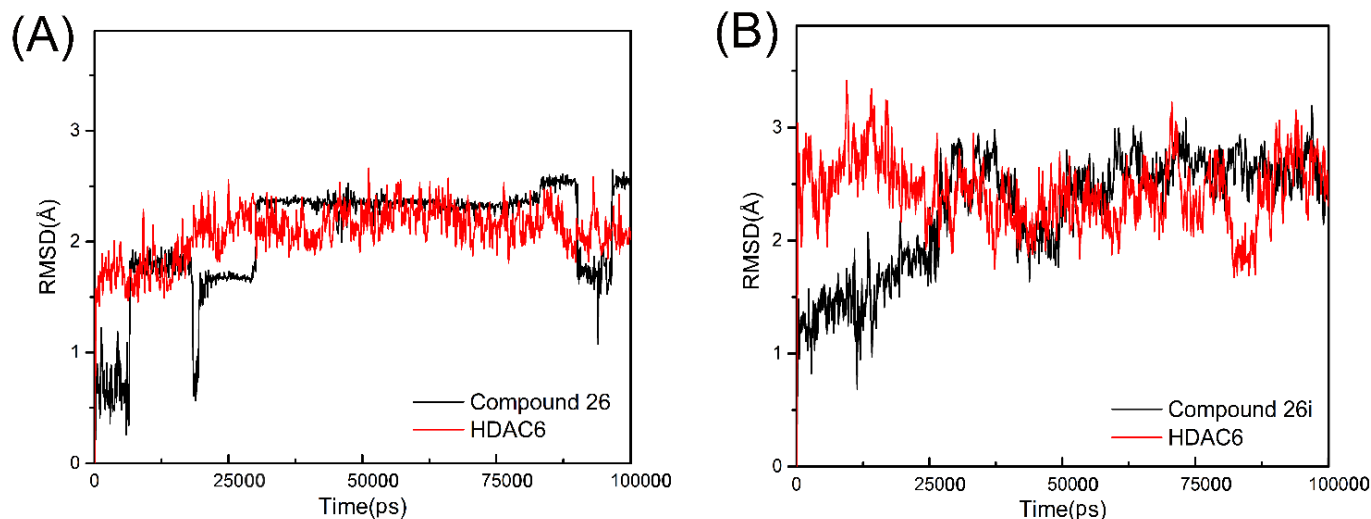 (A)
3
2
1
0
RMSD(Å)
0
25000
50000
75000
100000
Time(ps)
Compound 26
HDAC6
(B)
3
2
1
0
RMSD(Å)
0
25000
50000
75000
100000
Time(ps)
Compound 26i
HDAC6